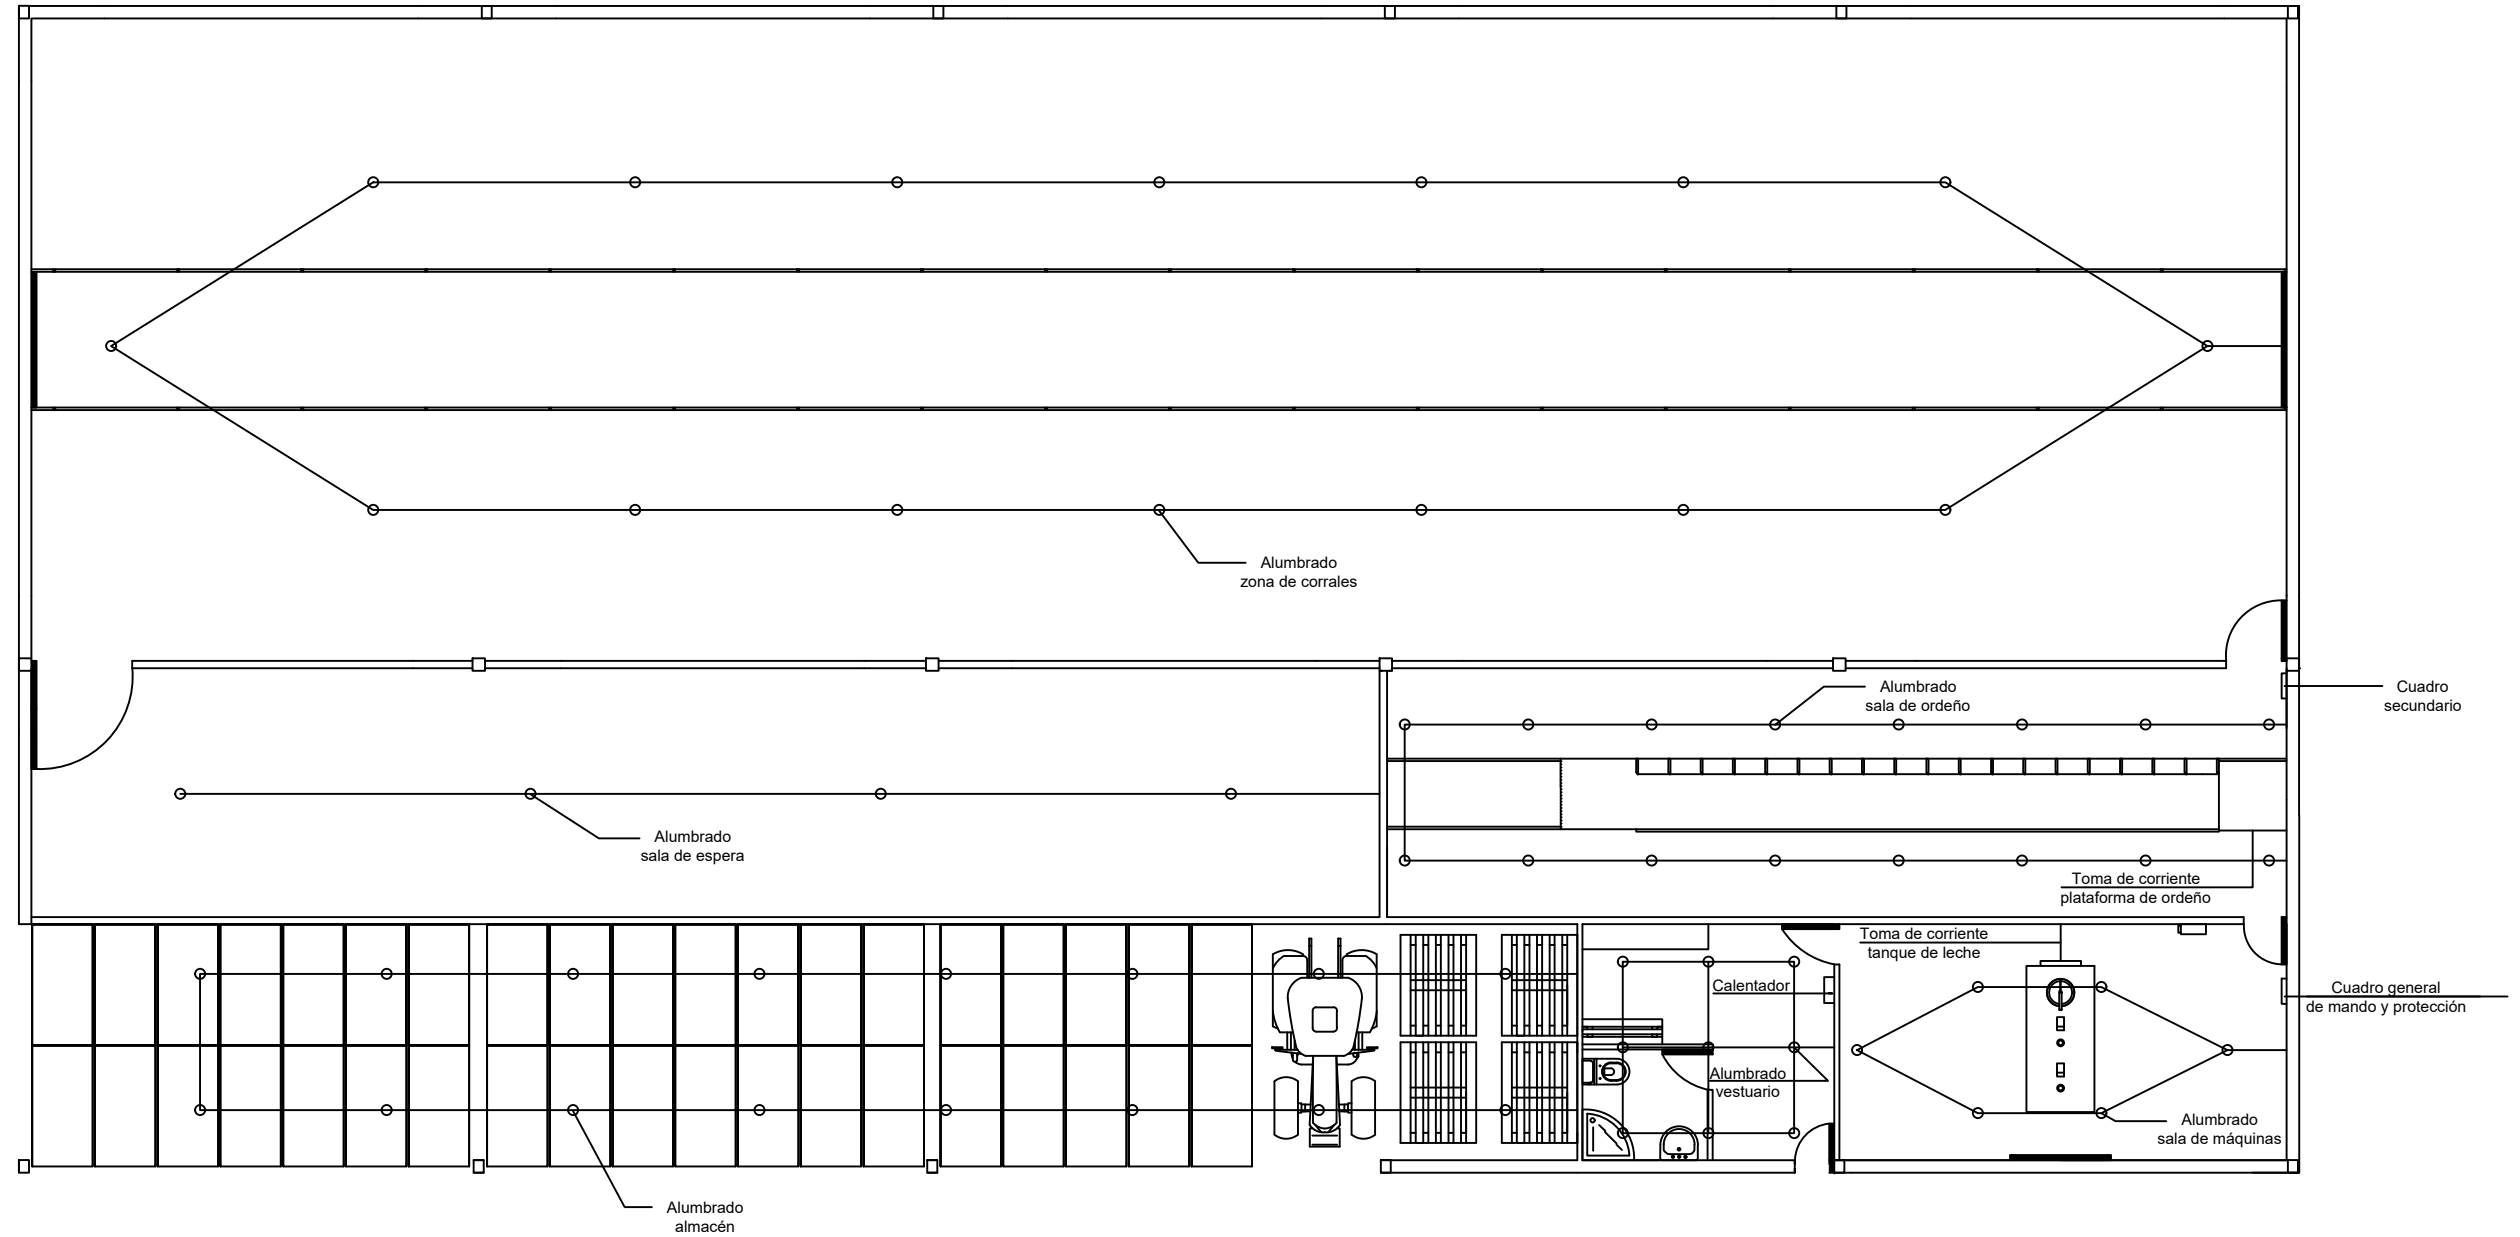 Alumbrado
zona de corrales
Alumbrado
sala de ordeño
Cuadro
secundario
Alumbrado
sala de espera
Toma de corriente
plataforma de ordeño
Toma de corriente
tanque de leche
Calentador
Cuadro general
de mando y protección
Alumbrado
vestuario
Alumbrado
sala de máquinas
Alumbrado
almacén